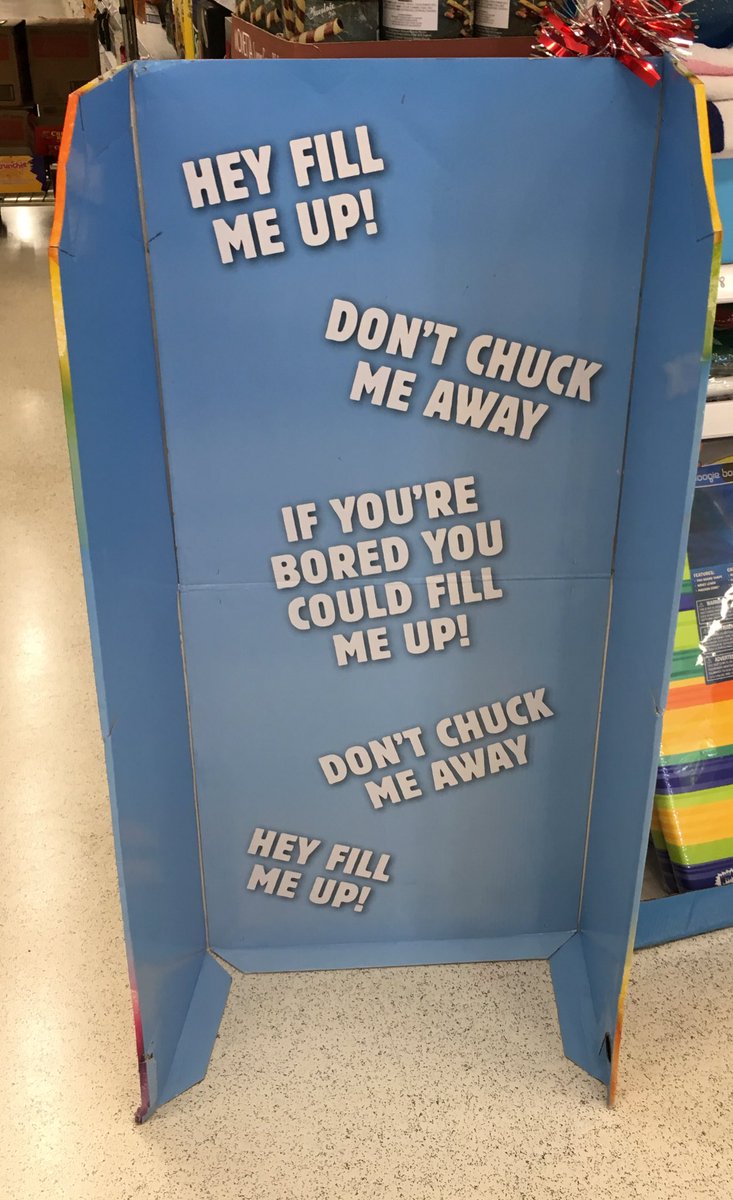 HEY FILL
ME UP!
DON'T CHUCK
ME AWAY
IF YOU'RE
BORED YOU
COULD FILL
ME UP!
DON'T CHUCK
ME AWAY
HEY FILL
ME UP!
FEATURES: